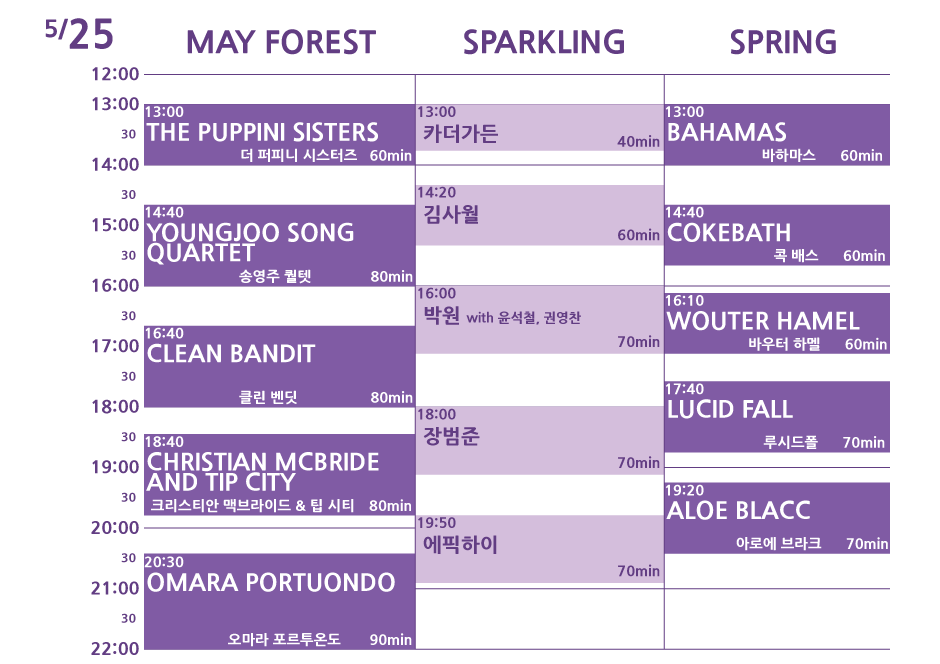 5/25
MAY FOREST
SPARKLING
SPRING
12:00
13:00
30
14:00
30
15:00
30
16:00
30
17:00
30
18:00
30
19:00
30
20:00
30
21:00
30
22:00
13:00
THE PUPPINI SISTERS
더 퍼피니 시스터즈 60min
14:40
YOUNGJOO SONG
QUARTET
송영주 퀄텟 80min
16:40
CLEAN BANDIT
클린 벤딧 80min
18:40
CHRISTIAN MCBRIDE
AND TIP CITY
크리스티안 맥브라이드 & 팁 시티 80min
20:30
OMARA PORTUONDO
오마라 포르투온도 90min
13:00
카더가든
40min
14:20
김사월
60min
16:00
박원 with 윤석철, 권영찬
70min
18:00
장범준
70min
19:50
에픽하이
70min
13:00
BAHAMAS
바하마스 60min
14:40
COKEBATH
콕 배스 60min
16:10
WOUTER HAMEL
바우터 하멜 60min
17:40
LUCID FALL
루시드폴 70min
19:20
ALOE BLACC
아로에 브라크 70min